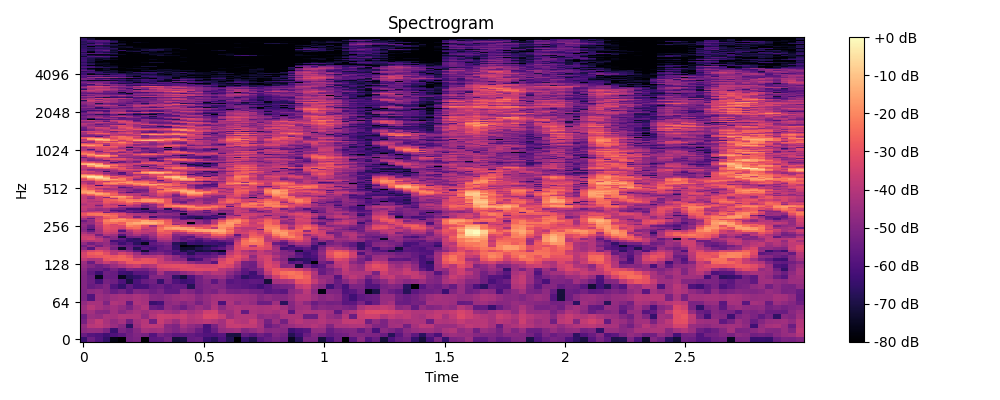 Spectrogram
4096
2048
1024
512
256
128
64
0
Hz
0
0.5
1
1.5
2
2.5
Time
+0 dB
-10 dB
-20 dB
-30 dB
-40 dB
-50 dB
-60 dB
-70 dB
-80 dB